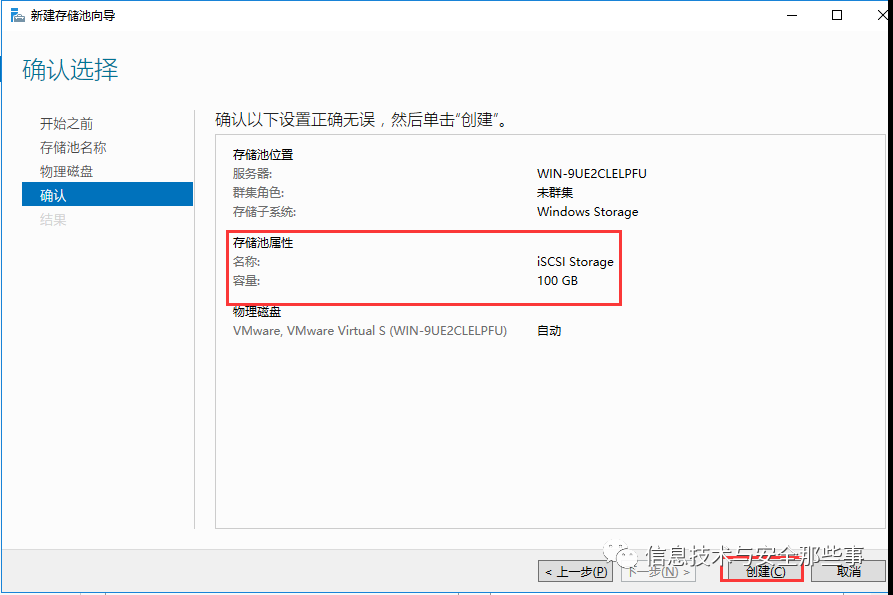 新建存储池向导
确认选择
开始之前
存储池名称
物理磁盘
确认
结果
确认以下设置正确无误，然后单击“创建”。
存储池位置
服务器: WIN-9UE2CLELPFU
群集角色: 未群集
存储子系统: Windows Storage
存储池属性
名称: iSCSI Storage
容量: 100 GB
物理磁盘
VMware, VMware Virtual S (WIN-9UE2CLELPFU) 自动
信息技术与安全那些事
< 上一步(P) 下一步(N) > 创建(C) 取消